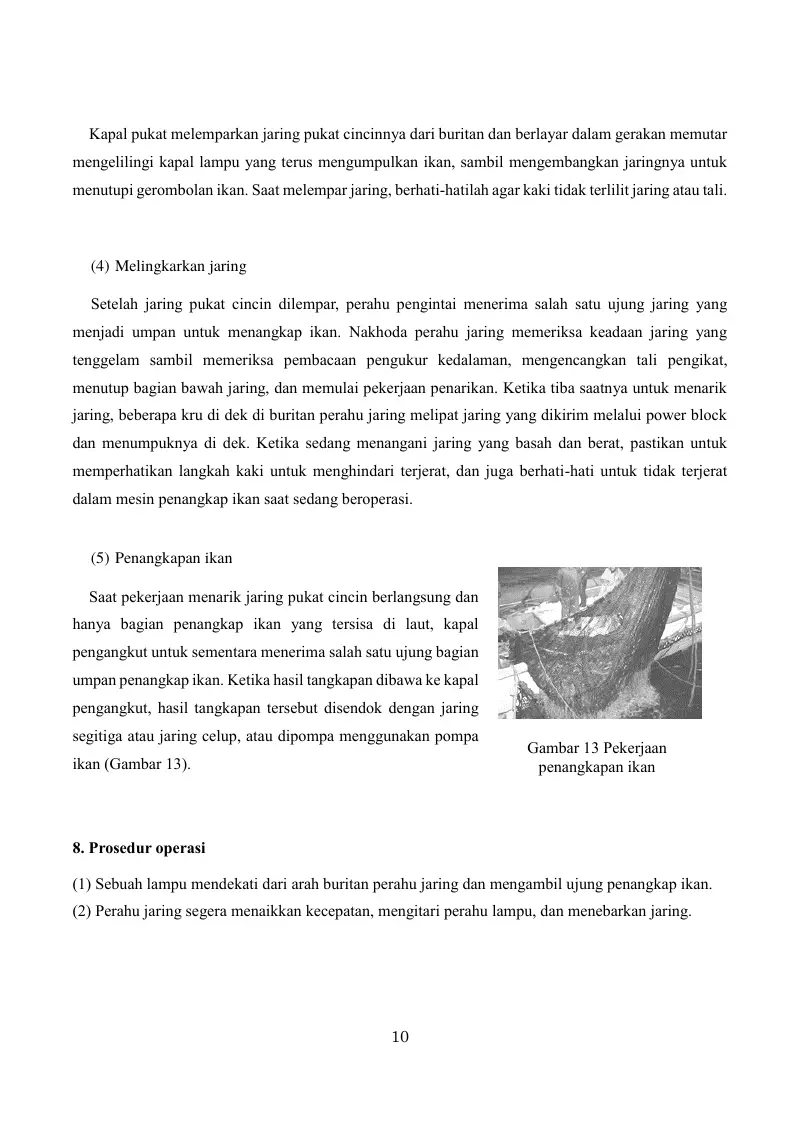 Kapal pukat melemparkan jaring pukat cincinnya dari buritan dan berlayar dalam gerakan memutar
mengelilingi kapal lampu yang terus mengumpulkan ikan, sambil mengembangkan jaringnya untuk
menutupi gerombolan ikan. Saat melempar jaring, berhati-hatilah agar kaki tidak terlilit jaring atau tali.
(4) Melingkarkan jaring
Setelah jaring pukat cincin dilempar, perahu pengintai menerima salah satu ujung jaring yang
menjadi umpan untuk menangkap ikan. Nakhoda perahu jaring memeriksa keadaan jaring yang
tenggelam sambil memeriksa pembacaan pengukur kedalaman, mengencangkan tali pengikat,
menutup bagian bawah jaring, dan memulai pekerjaan penarikan. Ketika tiba saatnya untuk menarik
jaring, beberapa kru di dek di buritan perahu jaring melipat jaring yang dikirim melalui power block
dan menumpuknya di dek. Ketika sedang menangani jaring yang basah dan berat, pastikan untuk
memperhatikan langkah kaki untuk menghindari terjerat, dan juga berhati-hati untuk tidak terjerat
dalam mesin penangkap ikan saat sedang beroperasi.
(5) Penangkapan ikan
Saat pekerjaan menarik jaring pukat cincin berlangsung dan
hanya bagian penangkap ikan yang tersisa di laut, kapal
pengangkut untuk sementara menerima salah satu ujung bagian
umpan penangkap ikan. Ketika hasil tangkapan dibawa ke kapal
pengangkut, hasil tangkapan tersebut disendok dengan jaring
segitiga atau jaring celup, atau dipompa menggunakan pompa
ikan (Gambar 13).
Gambar 13 Pekerjaan
penangkapan ikan
8. Prosedur operasi
(1) Sebuah lampu mendekati dari arah buritan perahu jaring dan mengambil ujung penangkap ikan.
(2) Perahu jaring segera menaikkan kecepatan, mengitari perahu lampu, dan menebarkan jaring.
10